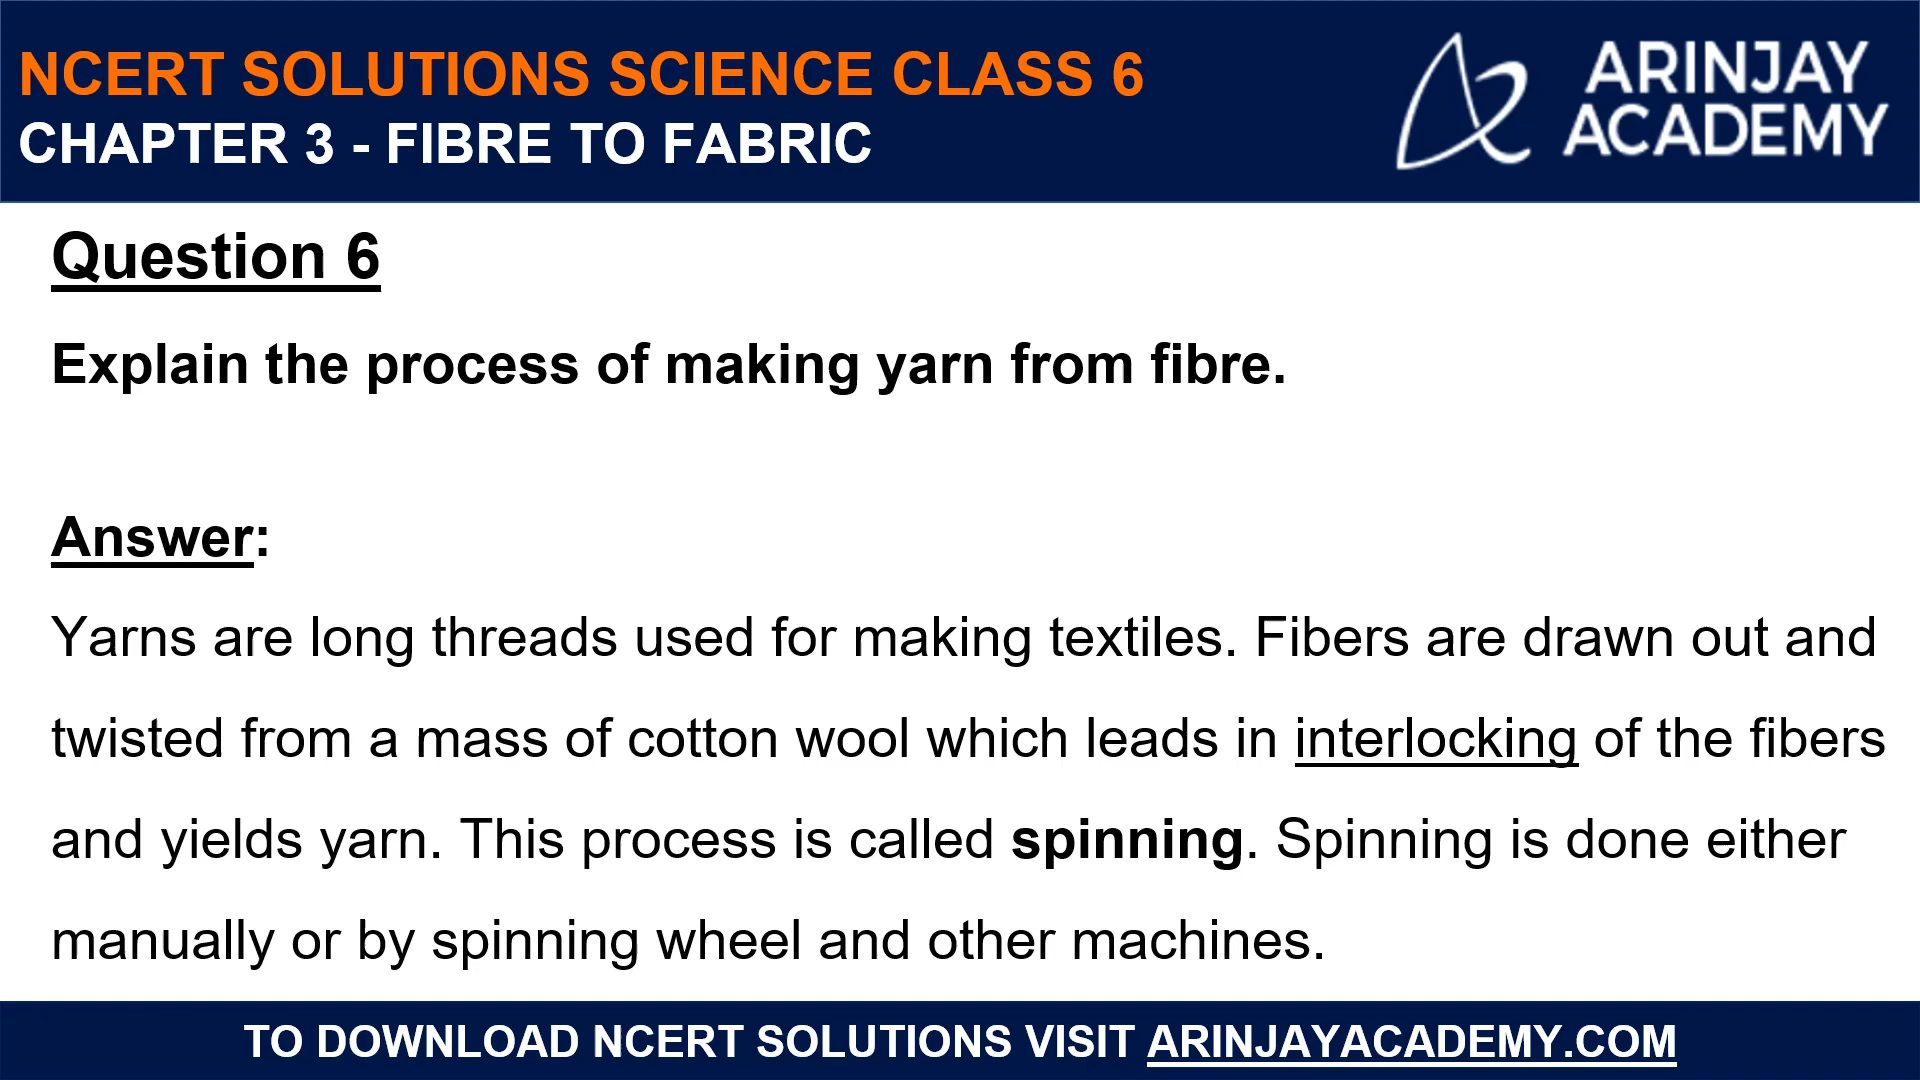 NCERT SOLUTIONS SCIENCE CLASS 6
CHAPTER 3 - FIBRE TO FABRIC
ARINJAY
ACADEMY
Question 6
Explain the process of making yarn from fibre.
Answer:
Yarns are long threads used for making textiles. Fibers are drawn out and
twisted from a mass of cotton wool which leads in interlocking of the fibers
and yields yarn. This process is called spinning. Spinning is done either
manually or by spinning wheel and other machines.
TO DOWNLOAD NCERT SOLUTIONS VISIT ARINJAYACADEMY.COM